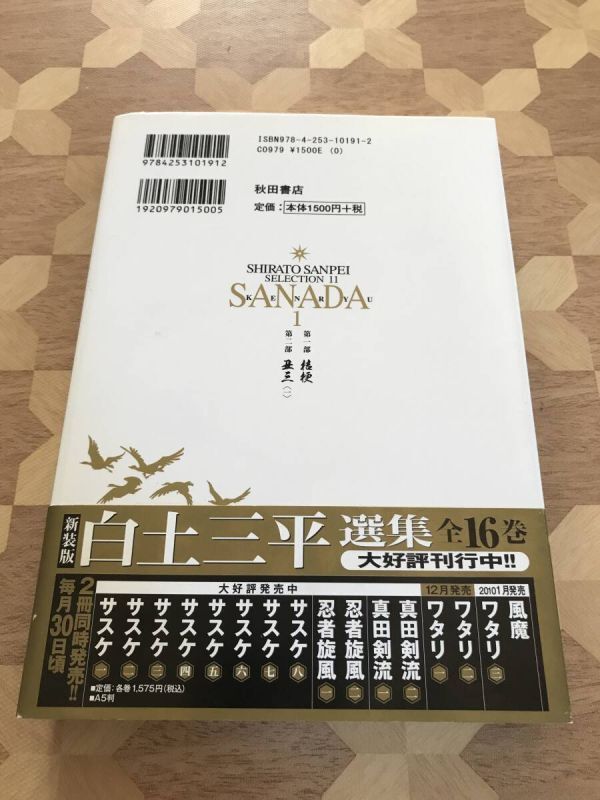 ISBN978-4-253-10191-2
C0979 ¥1500E (0)
9784253101912
1920979015005
秋田書店
定価:本体1500円+税
SHIRATO SANPEI
SELECTION 11
SANADA
KENRYU
1
第一部 桔梗
第二部 丑三(一)
新装版
白土三平 選集 全16巻
大好評刊行中!!
2冊同時発売!!
毎月30日頃
大好評発売中
12月発売
20101月発売
サスケ 一
サスケ 二
サスケ 三
サスケ 四
サスケ 五
サスケ 六
サスケ 七
サスケ 八
忍者旋風 一
忍者旋風 二
真田剣流 一
真田剣流 二
ワタリ 一
ワタリ 二
ワタリ 三
風魔
■定価:各巻1,575円(税込)
■A5判